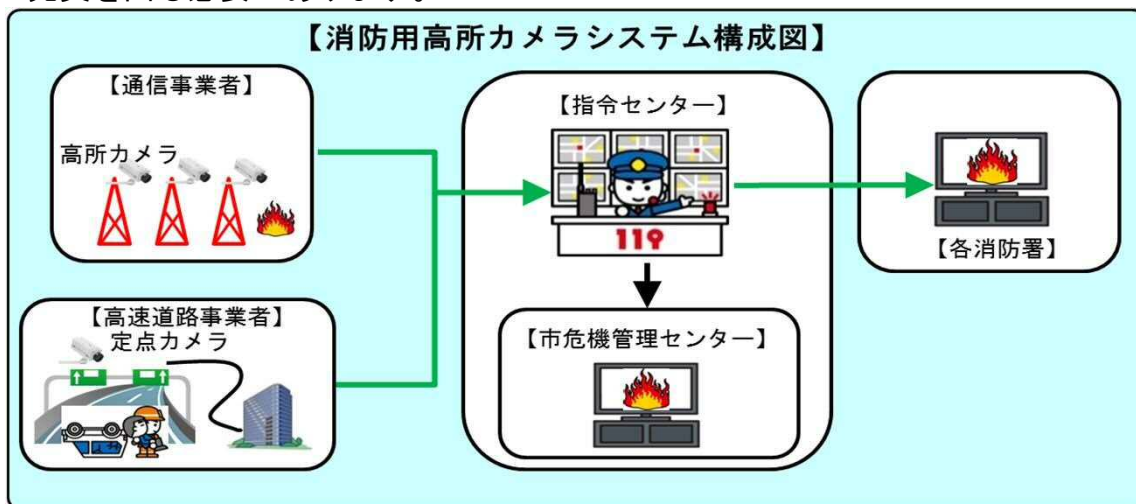 【消防用高所カメラシステム構成図】
【通信事業者】
高所カメラ
【高速道路事業者】
定点カメラ
【指令センター】
119
【市危機管理センター】
【各消防署】